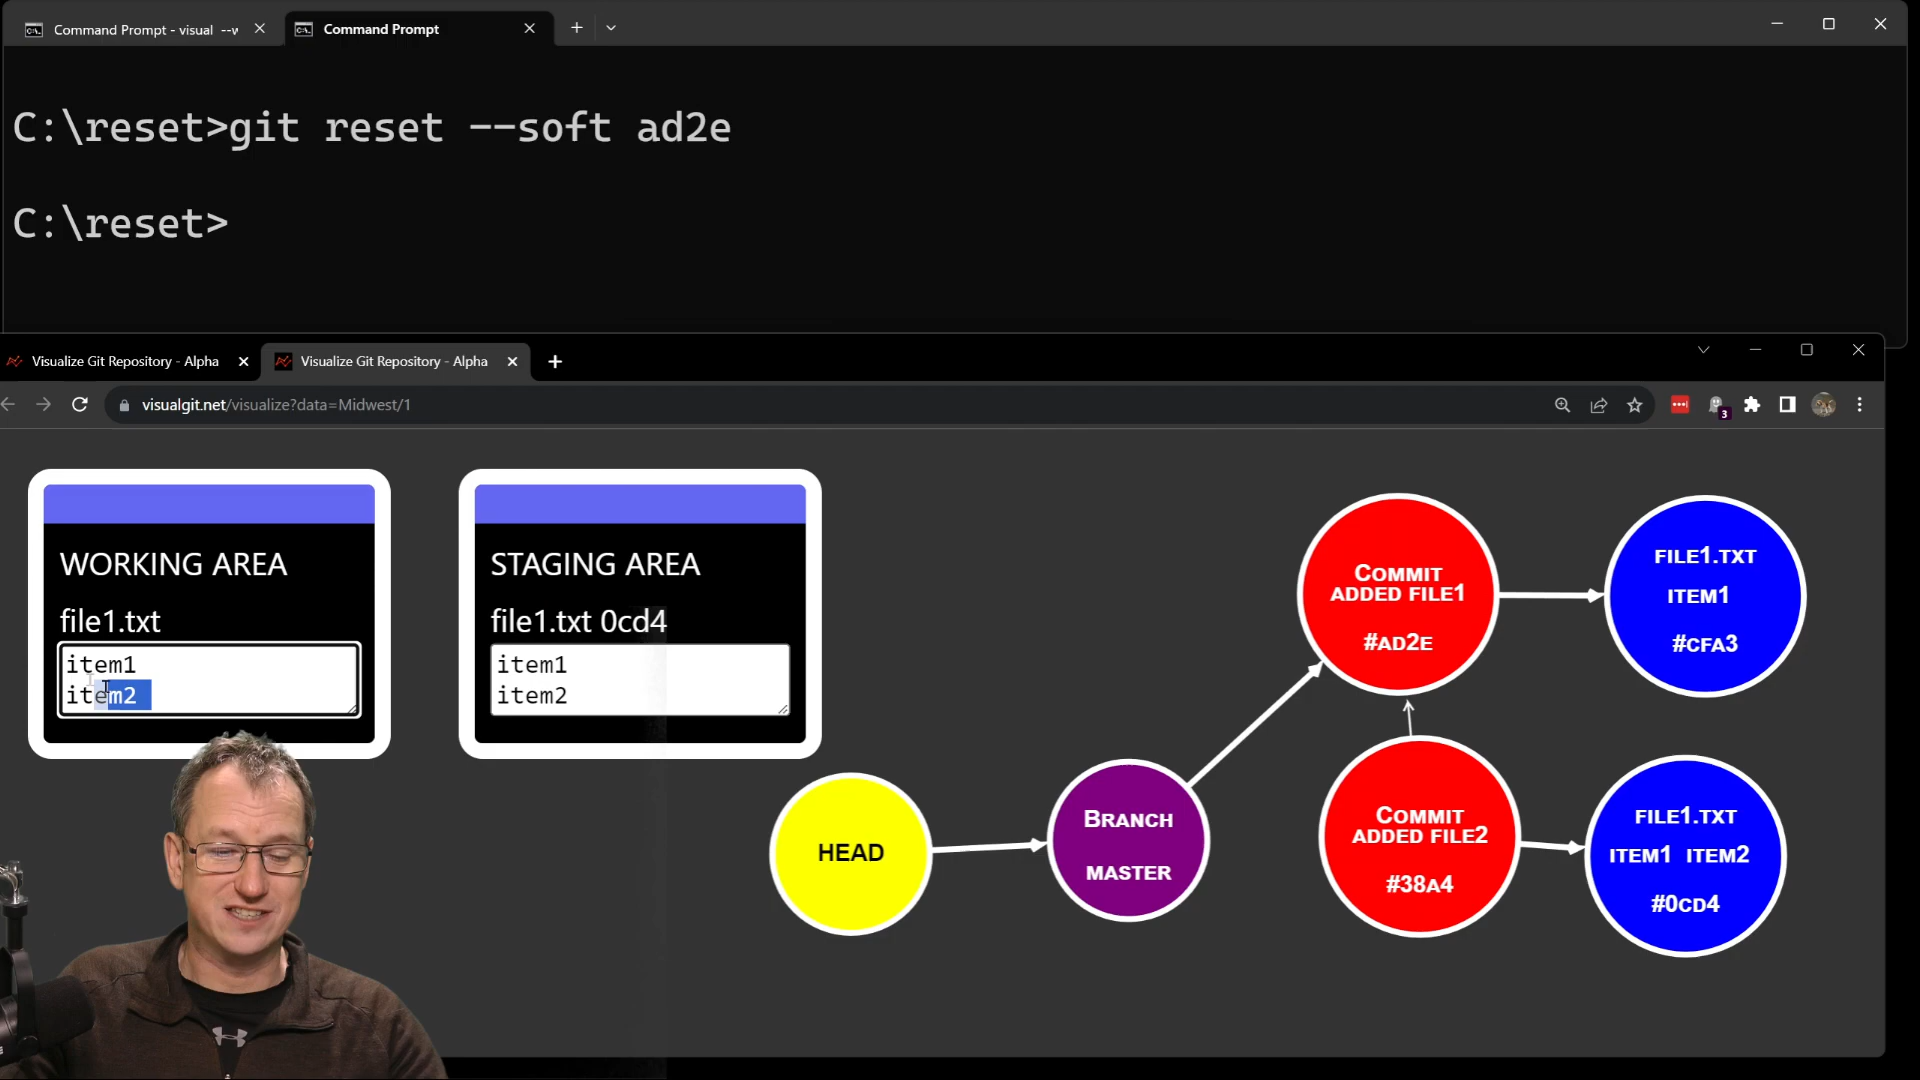 Command Prompt - visual --w
Command Prompt
C:\reset>git reset --soft ad2e
C:\reset>
Visualize Git Repository - Alpha
Visualize Git Repository - Alpha
visualgit.net/visualize?data=Midwest/1
3
WORKING AREA
file1.txt
item1
item2
STAGING AREA
file1.txt 0cd4
item1
item2
COMMIT
ADDED FILE1
#AD2E
FILE1.TXT
ITEM1
#CFA3
HEAD
BRANCH
MASTER
COMMIT
ADDED FILE2
#38A4
FILE1.TXT
ITEM1 ITEM2
#0CD4